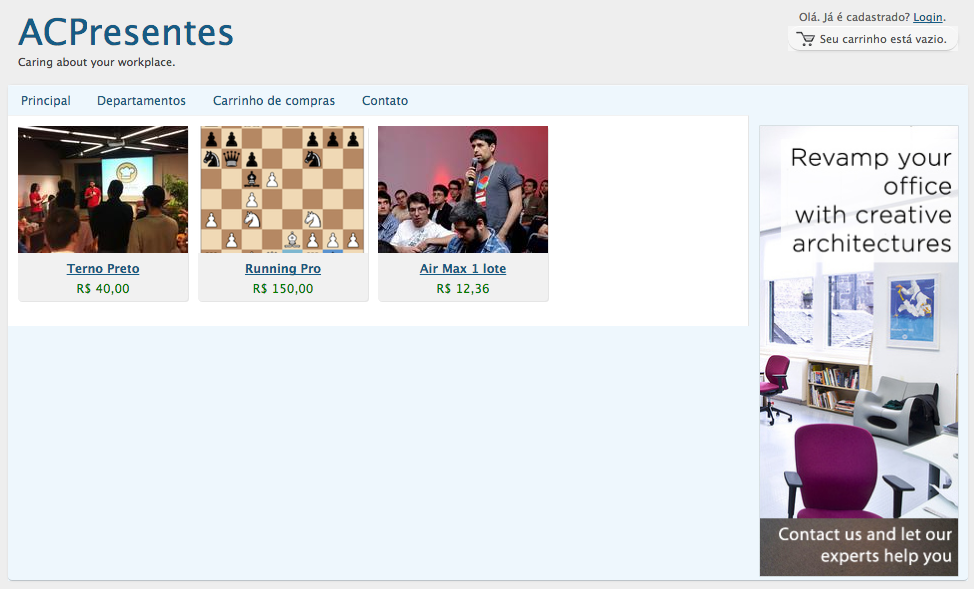 ACPresentes
Caring about your workplace.
Olá. Já é cadastrado? Login.
Seu carrinho está vazio.
Principal
Departamentos
Carrinho de compras
Contato
Terno Preto
R$ 40,00
Running Pro
R$ 150,00
Air Max 1 lote
R$ 12,36
Revamp your
office
with creative
architectures
Contact us and let our
experts help you